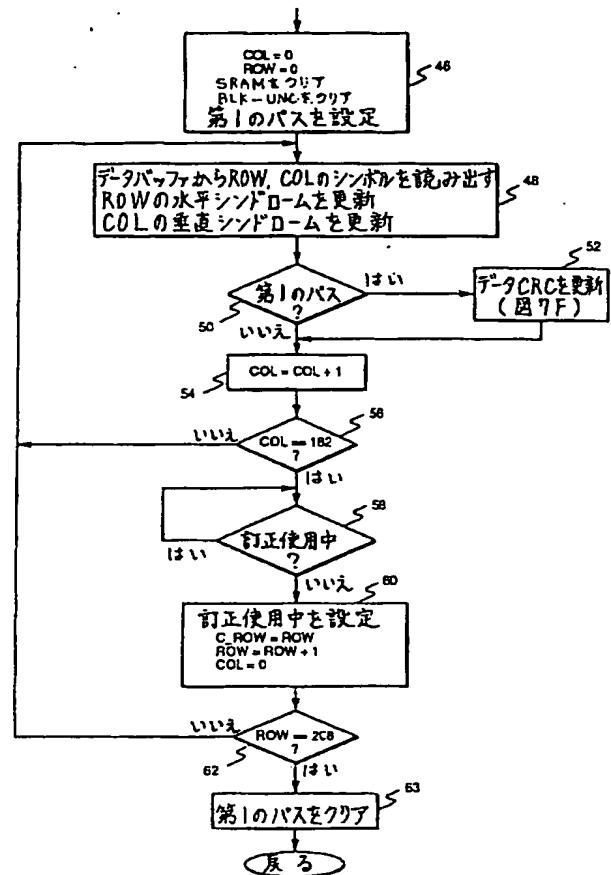 COL = 0
ROW = 0
SRAMをクリア
BLK-UNCをクリア
第1のパスを設定
46
データバッファからROW, COLのシンボルを読み出す
ROWの水平シンドロームを更新
COLの垂直シンドロームを更新
48
第1のパス
?
50
はい
いいえ
52
データCRCを更新
(図7F)
COL = COL + 1
54
56
COL = 182
?
いいえ
はい
58
訂正使用中
?
はい
いいえ
60
訂正使用中を設定
C_ROW = ROW
ROW = ROW + 1
COL = 0
ROW = 208
?
いいえ
62
はい
63
第1のパスをクリア
戻る